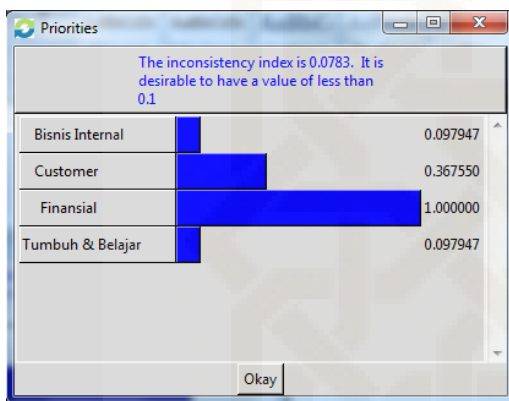 Priorities
The inconsistency index is 0.0783. It is
desirable to have a value of less than
0.1
Bisnis Internal 0.097947
Customer 0.367550
Finansial 1.000000
Tumbuh & Belajar 0.097947
Okay